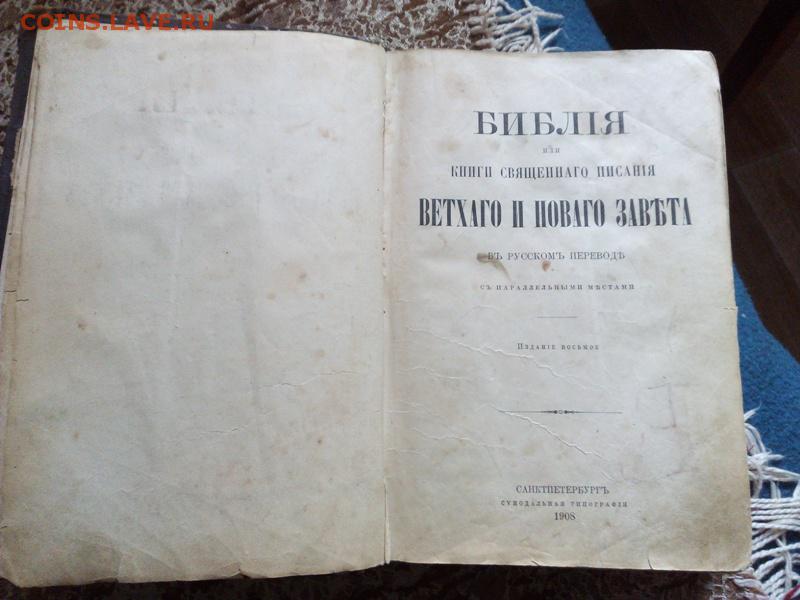 COINS.LAVE.RU
БИБЛІЯ
ИЛИ
КНИГИ СВЯЩЕННАГО ПИСАНІЯ
ВЕТХАГО И НОВАГО ЗАВѢТА
ВЪ РУССКОМЪ ПЕРЕВОДѢ
СЪ ПАРАЛЛЕЛЬНЫМИ МѢСТАМИ
ИЗДАНІЕ ВОСЬМОЕ
САНКТПЕТЕРБУРГЪ
СѴНОДАЛЬНАЯ ТИПОГРАФІЯ
1908